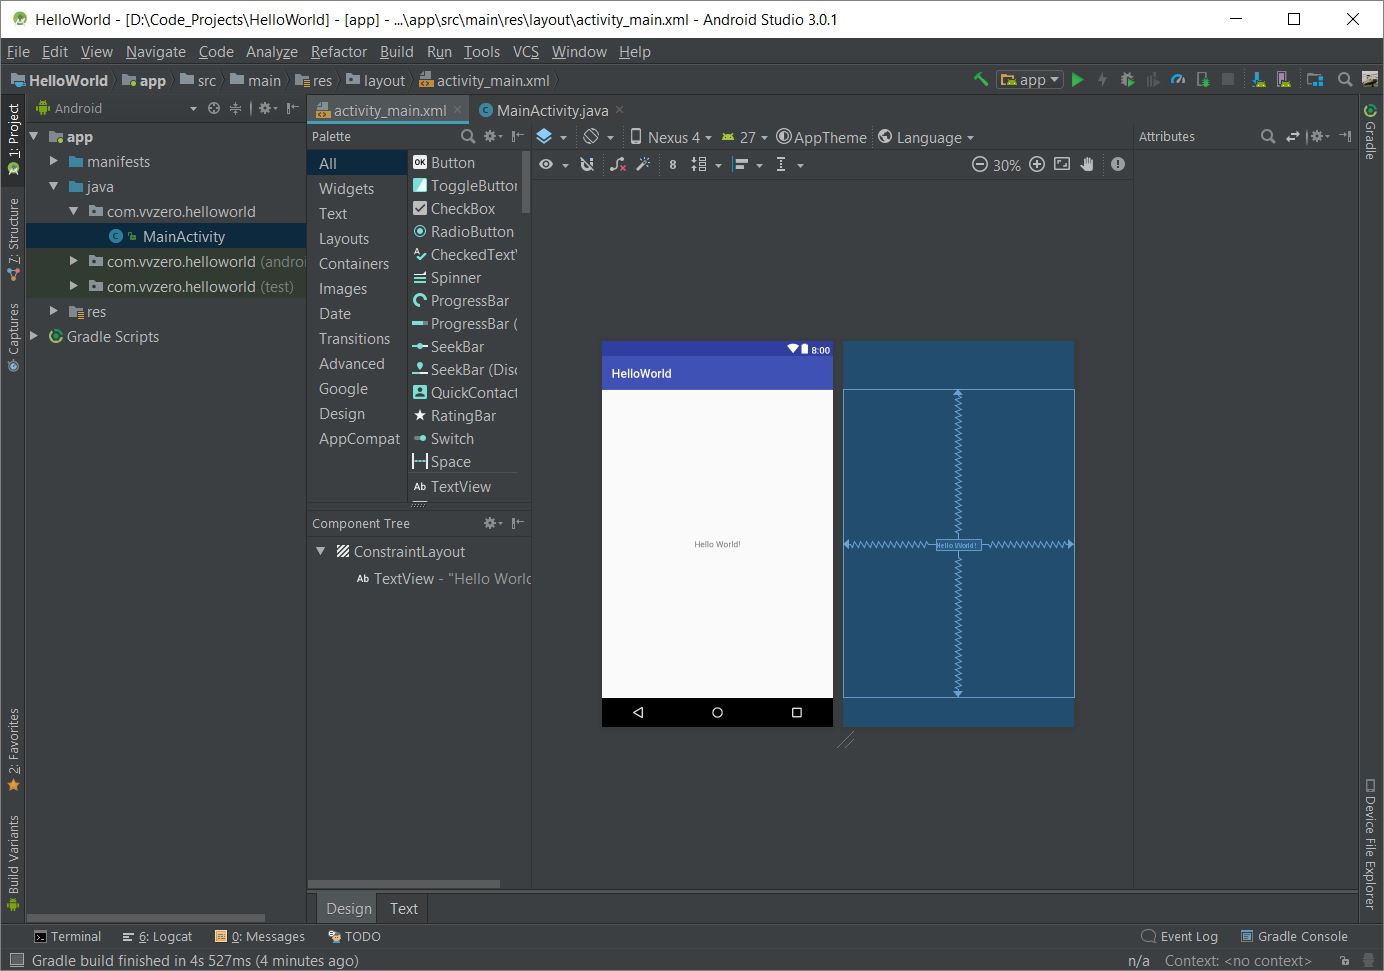 HelloWorld - [D:\Code_Projects\HelloWorld] - [app] - ...\app\src\main\res\layout\activity_main.xml - Android Studio 3.0.1
File Edit View Navigate Code Analyze Refactor Build Run Tools VCS Window Help
HelloWorld app src main res layout activity_main.xml app
1: Project
Z: Structure
Captures
2: Favorites
Build Variants
Android
app
manifests
java
com.vvzero.helloworld
MainActivity
com.vvzero.helloworld (androi
com.vvzero.helloworld (test)
res
Gradle Scripts
activity_main.xml MainActivity.java
Palette
All
Widgets
Text
Layouts
Containers
Images
Date
Transitions
Advanced
Google
Design
AppCompat
OK Button
ToggleButton
CheckBox
RadioButton
CheckedText
Spinner
ProgressBar
ProgressBar (
SeekBar
SeekBar (Disc
QuickContact
RatingBar
Switch
Space
Ab TextView
Component Tree
ConstraintLayout
Ab TextView - "Hello World
Nexus 4 27 AppTheme Language
8 30%
8:00
HelloWorld
Hello World!
Hello World!
Attributes
Gradle
Device File Explorer
Design Text
Terminal 6: Logcat 0: Messages TODO Event Log Gradle Console
Gradle build finished in 4s 527ms (4 minutes ago) n/a Context: <no context>